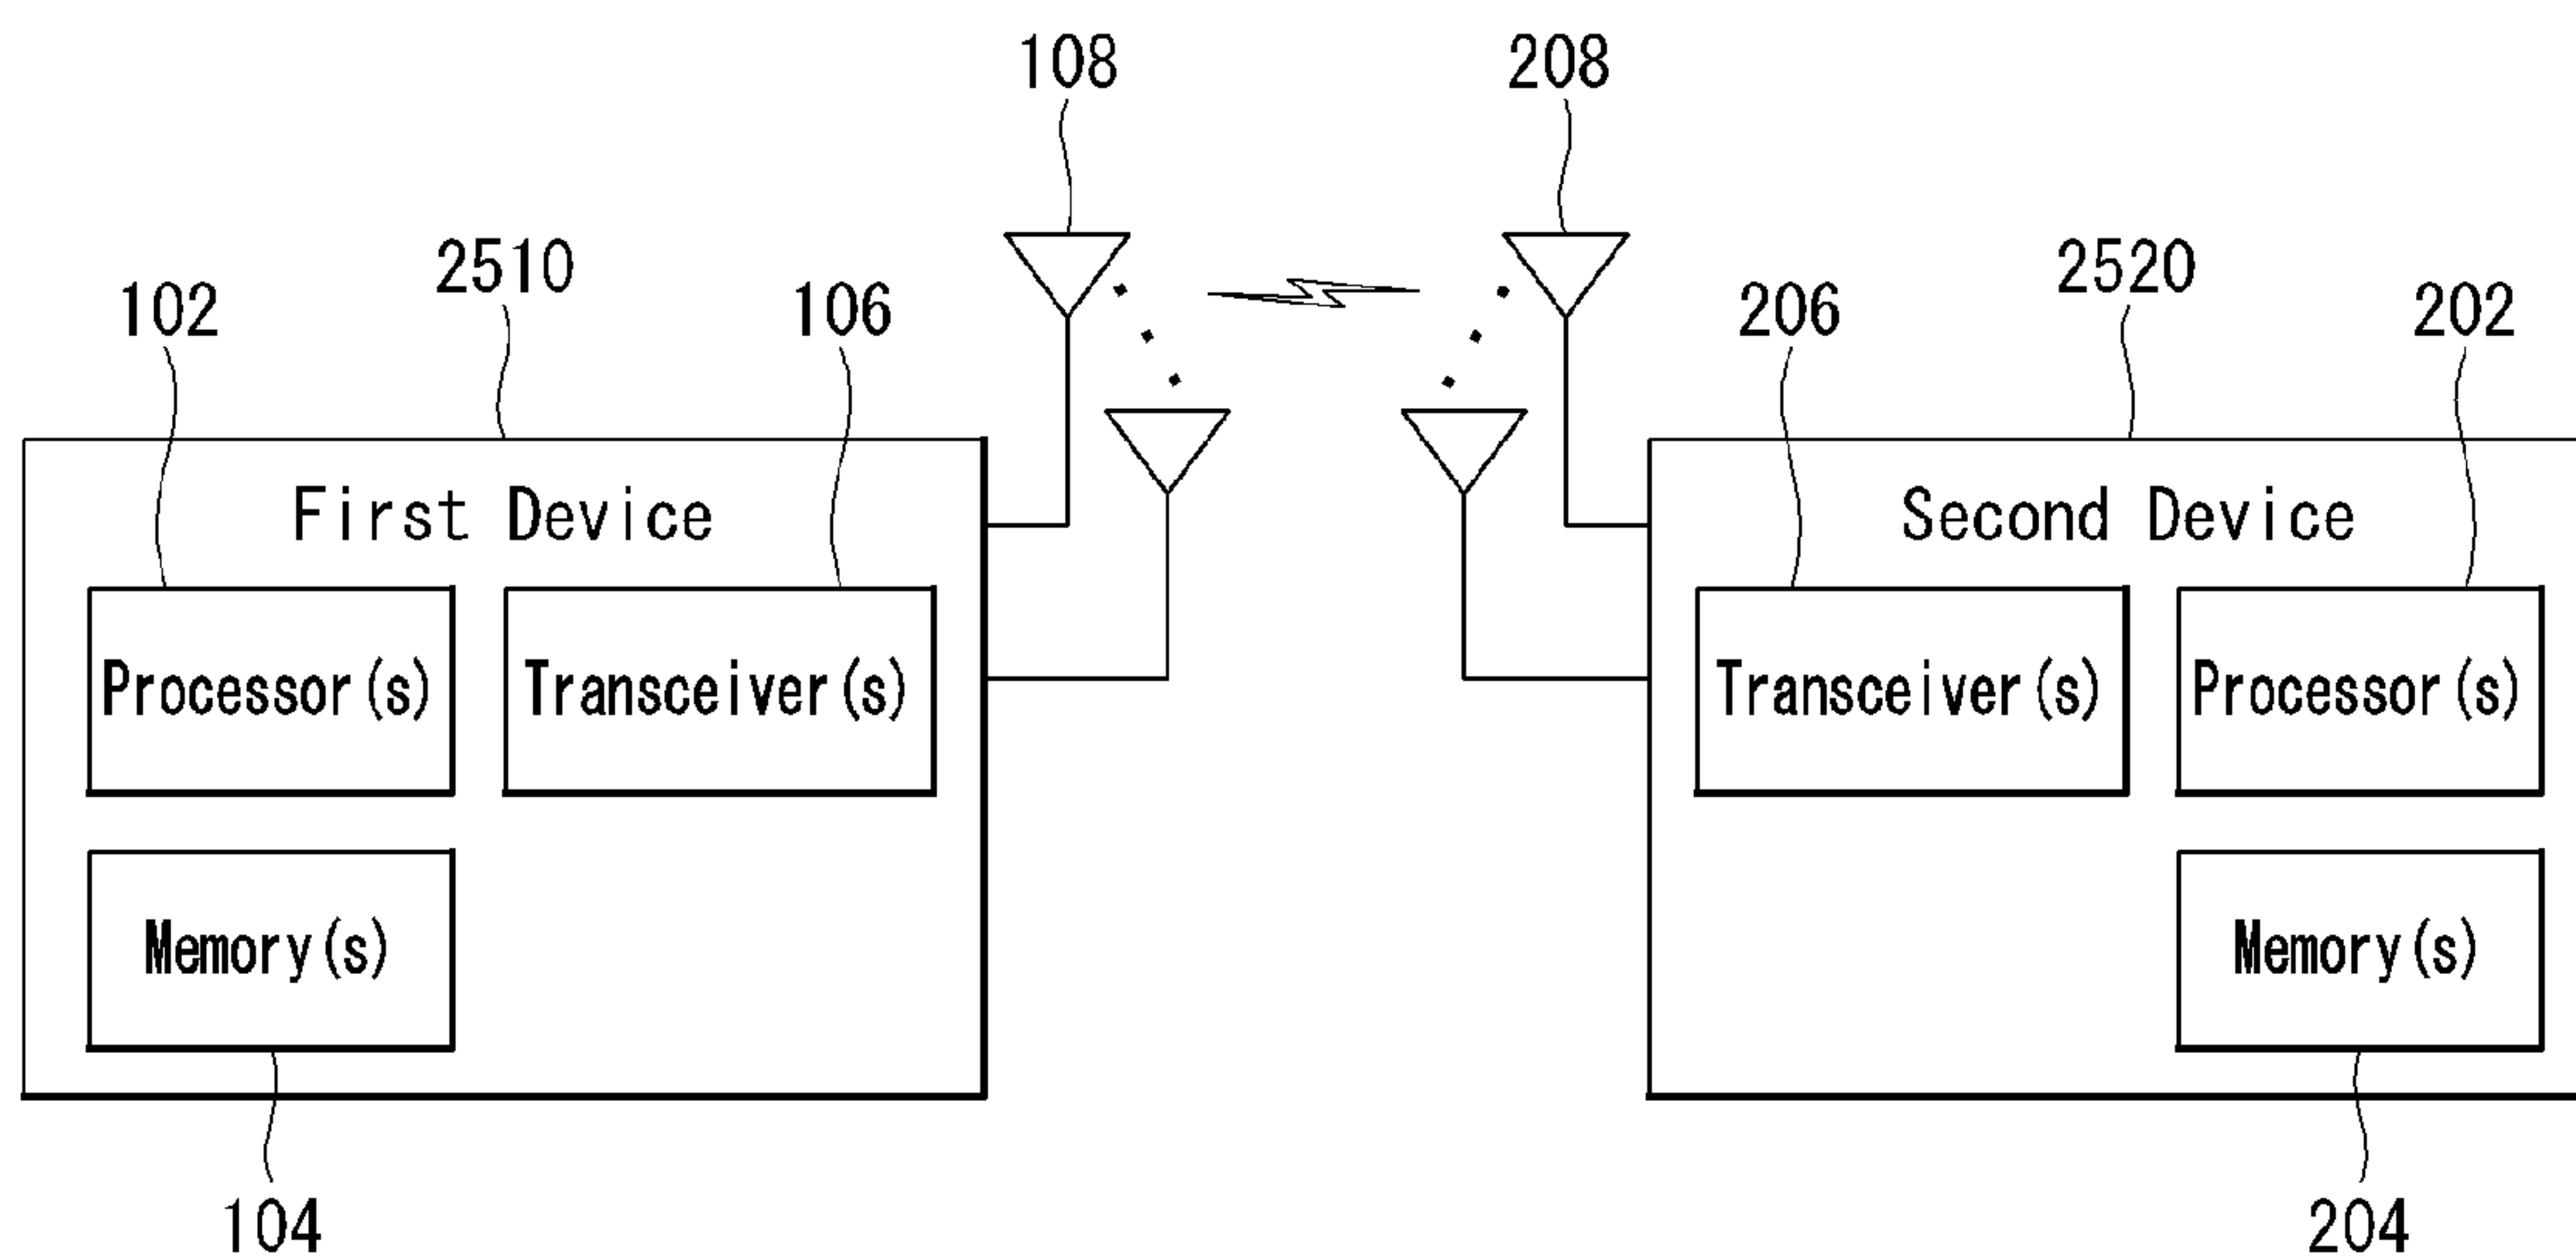 108 208
2510 2520
102 106 206 202
First Device Second Device
Processor(s) Transceiver(s) Transceiver(s) Processor(s)
Memory(s) Memory(s)
104 204